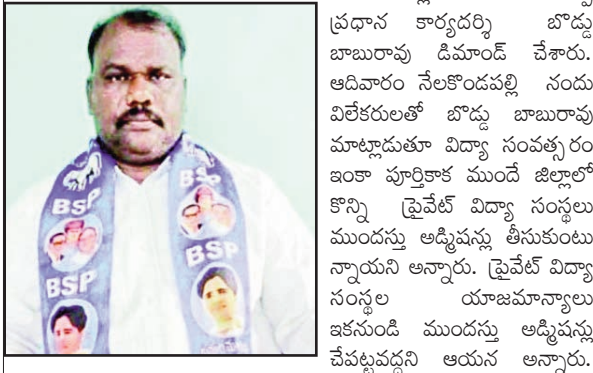 ప్రధాన కార్యదర్శి బొడ్డు
బాబురావు డిమాండ్ చేశారు.
ఆదివారం నేలకొండపల్లి నందు
విలేకరులతో బొడ్డు బాబురావు
మాట్లాడుతూ విద్యా సంవత్సరం
ఇంకా పూర్తికాక ముందే జిల్లాలో
కొన్ని ప్రైవేట్ విద్యా సంస్థలు
ముందస్తు అడ్మిషన్లు తీసుకుంటు
న్నాయని అన్నారు. ప్రైవేట్ విద్యా
సంస్థల యాజమాన్యాలు
ఇకనుండి ముందస్తు అడ్మిషన్లు
చేపట్టవద్దని ఆయన అన్నారు.
BSP
BSP
BSP
BSP